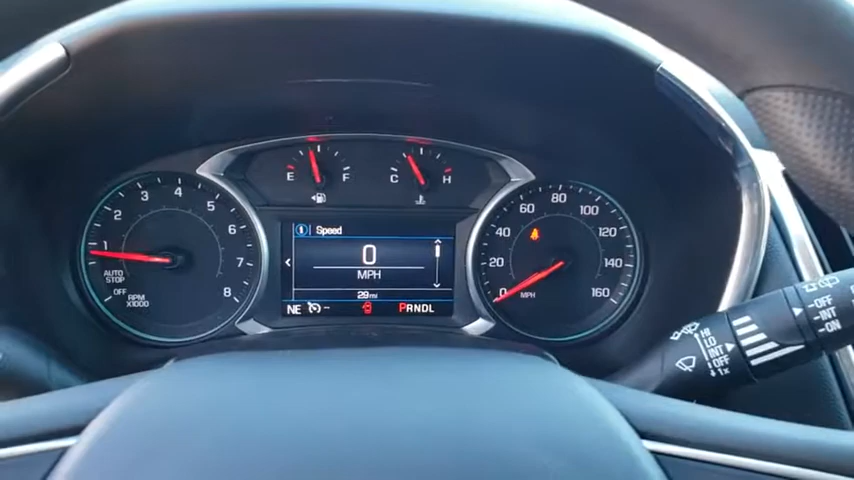 E F
C H
1 2 3 4 5 6 7 8
AUTO
STOP
OFF
RPM
X1000
i Speed
0
MPH
29mi
NE
PRNDL
0 20 40 60 80 100 120 140 160
MPH
HI
LO
INT
OFF
1x
OFF
INT
ON